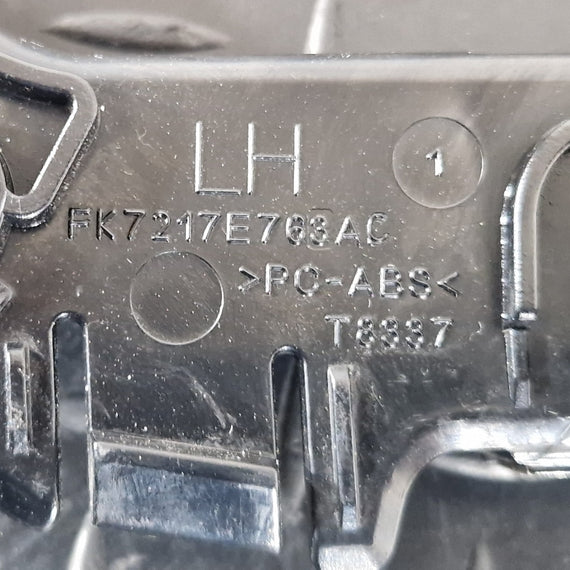 LH
1
FK7217E763AC
>PC-ABS<
T8337